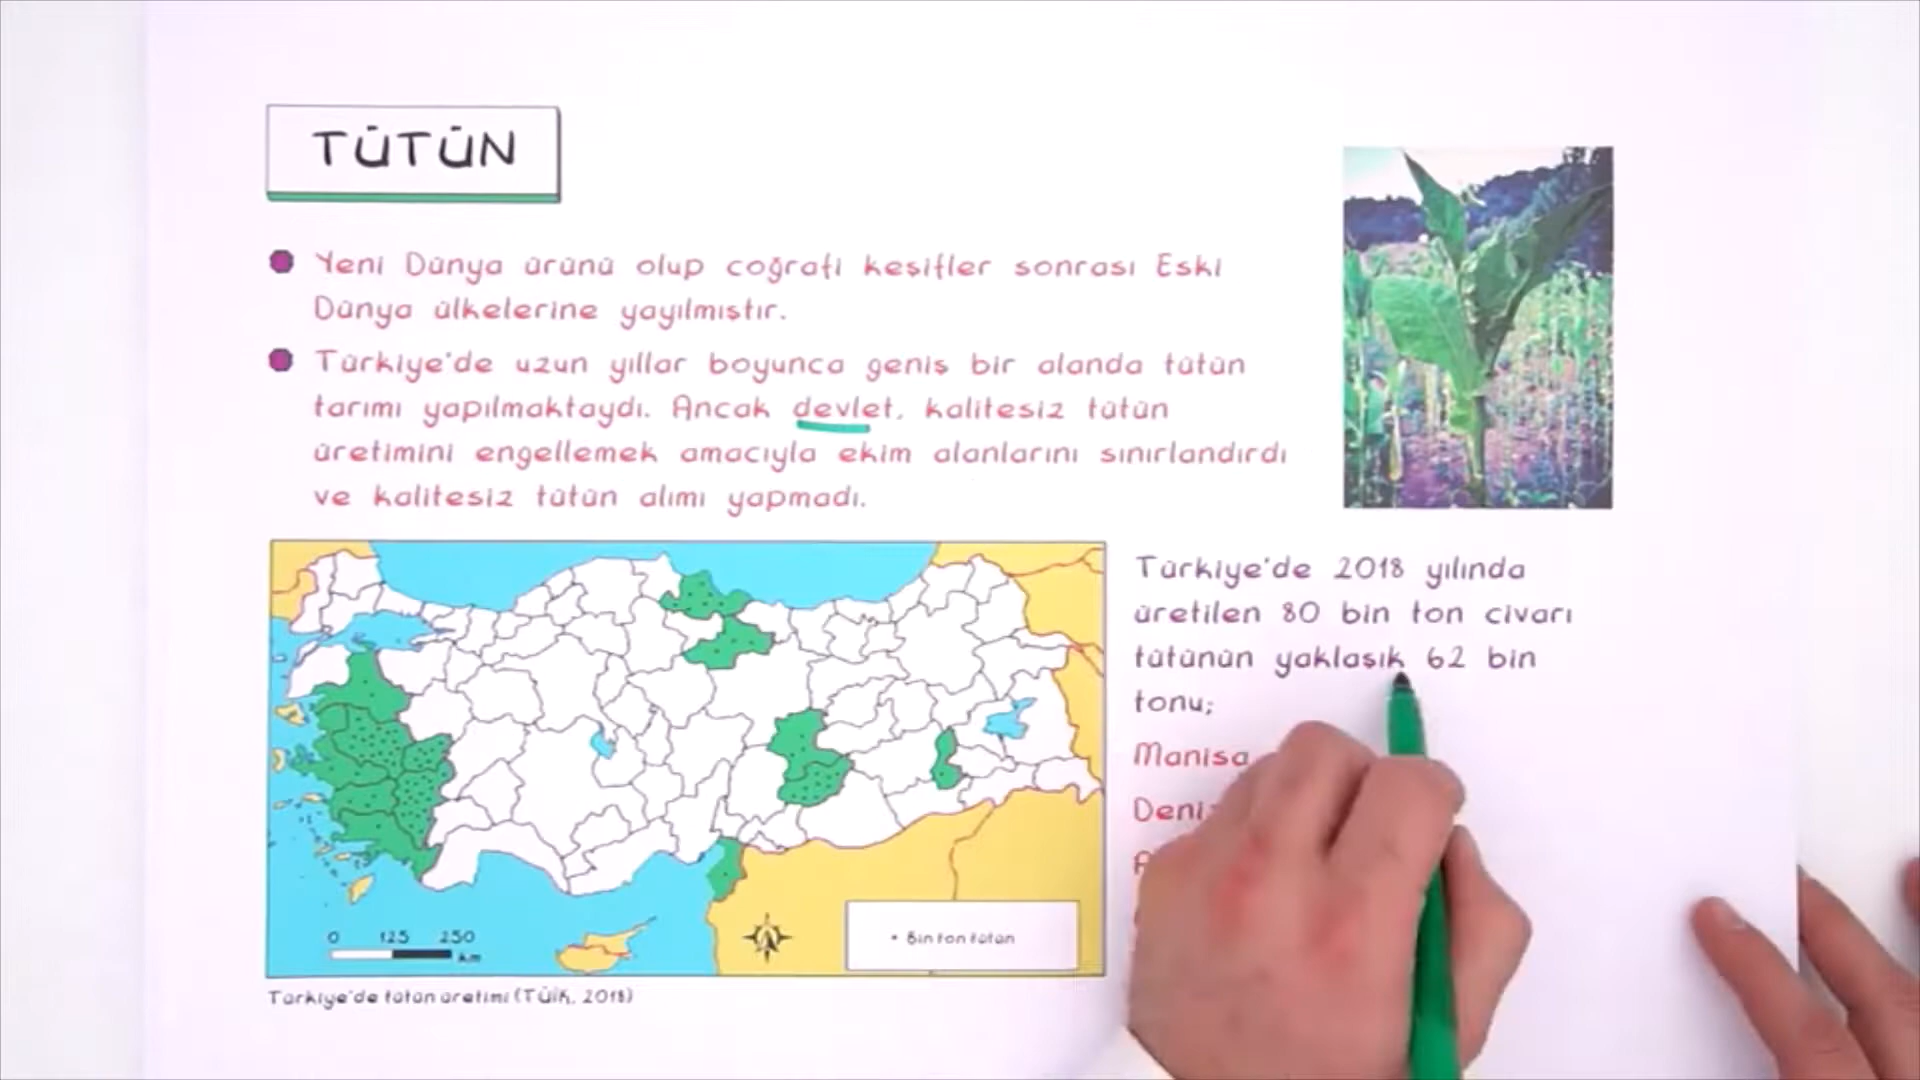 TÜTÜN
Yeni Dünya ürünü olup coğrafi keşifler sonrası Eski
Dünya ülkelerine yayılmıştır.
Türkiye'de uzun yıllar boyunca geniş bir alanda tütün
tarımı yapılmaktaydı. Ancak devlet, kalitesiz tütün
üretimini engellemek amacıyla ekim alanlarını sınırlandırdı
ve kalitesiz tütün alımı yapmadı.
Türkiye'de 2018 yılında
üretilen 80 bin ton civarı
tütünün yaklaşık 62 bin
tonu;
Manisa
0 125 250
km
• Bin ton tütün
Türkiye'de tütün üretimi (TÜİK, 2018)